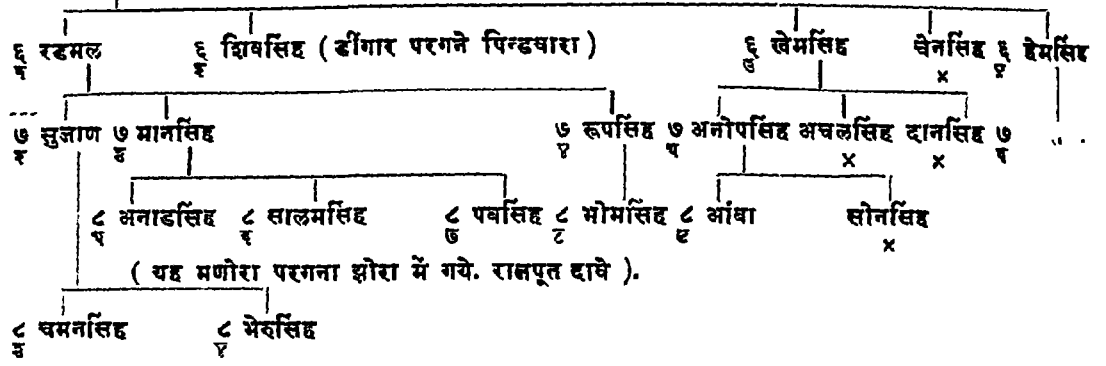 ६ रडमल ६ शिवसिंह ( डींगार परगने पिन्डवारा ) ६ खेमसिंह चेनसिंह ६ हेमसिंह
× 
७ सुजाण ७ मानसिंह ७ रूपसिंह ७ अनोपसिंह अचलसिंह दानसिंह ७
× ×
८ अनाडसिंह ८ सालमसिंह ८ पबसिंह ८ भोमसिंह ८ आंधा सोनसिंह
×
( यह मणोरा परगना झोरा में गये. राजपूत दावे ).
८ चमनसिंह ८ भेरुसिंह